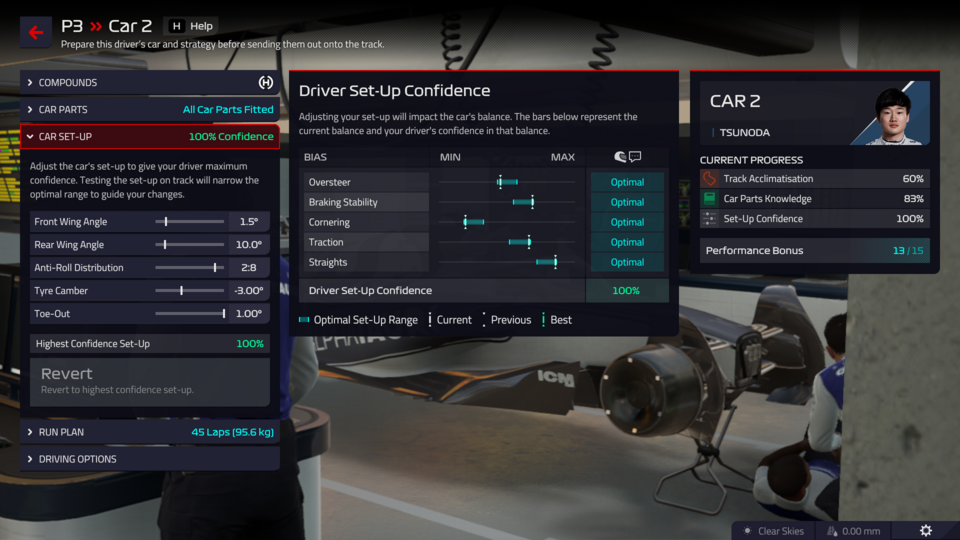 P3 Car 2 H Help
Prepare this driver's car and strategy before sending them out onto the track.
COMPOUNDS H
CAR PARTS All Car Parts Fitted
CAR SET-UP 100% Confidence
Adjust the car's set-up to give your driver maximum
confidence. Testing the set-up on track will narrow the
optimal range to guide your changes.
Front Wing Angle 1.5°
Rear Wing Angle 10.0°
Anti-Roll Distribution 2:8
Tyre Camber -3.00°
Toe-Out 1.00°
Highest Confidence Set-Up 100%
Revert
Revert to highest confidence set-up.
RUN PLAN 45 Laps (95.6 kg)
DRIVING OPTIONS
Driver Set-Up Confidence
Adjusting your set-up will impact the car's balance. The bars below represent the
current balance and your driver's confidence in that balance.
BIAS MIN MAX
Oversteer Optimal
Braking Stability Optimal
Cornering Optimal
Traction Optimal
Straights Optimal
Driver Set-Up Confidence 100%
Optimal Set-Up Range Current Previous Best
CAR 2
TSUNODA
CURRENT PROGRESS
Track Acclimatisation 60%
Car Parts Knowledge 83%
Set-Up Confidence 100%
Performance Bonus 13 / 15
ICN
Clear Skies 0.00 mm